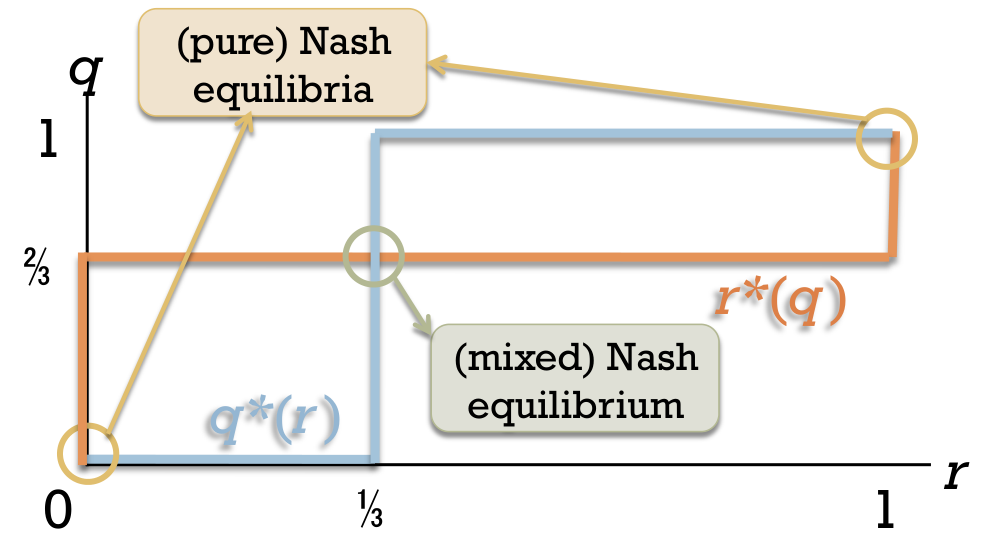 (pure) Nash
equilibria
q
1
⅔
r*(q)
(mixed) Nash
equilibrium
q*(r)
0
⅓
1
r